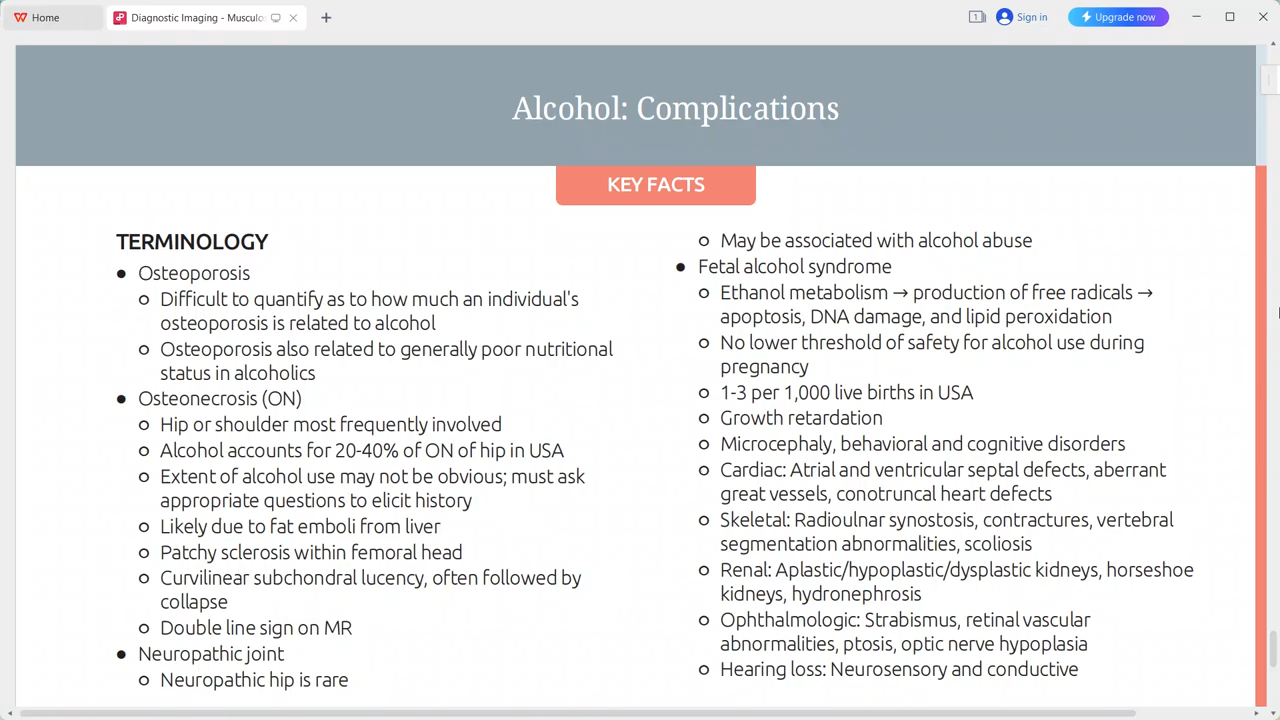 Home
Diagnostic Imaging - Musculo
1
Sign in
Upgrade now
Alcohol: Complications
KEY FACTS
TERMINOLOGY
• Osteoporosis
○ Difficult to quantify as to how much an individual's
osteoporosis is related to alcohol
○ Osteoporosis also related to generally poor nutritional
status in alcoholics
• Osteonecrosis (ON)
○ Hip or shoulder most frequently involved
○ Alcohol accounts for 20-40% of ON of hip in USA
○ Extent of alcohol use may not be obvious; must ask
appropriate questions to elicit history
○ Likely due to fat emboli from liver
○ Patchy sclerosis within femoral head
○ Curvilinear subchondral lucency, often followed by
collapse
○ Double line sign on MR
• Neuropathic joint
○ Neuropathic hip is rare
○ May be associated with alcohol abuse
• Fetal alcohol syndrome
○ Ethanol metabolism → production of free radicals →
apoptosis, DNA damage, and lipid peroxidation
○ No lower threshold of safety for alcohol use during
pregnancy
○ 1-3 per 1,000 live births in USA
○ Growth retardation
○ Microcephaly, behavioral and cognitive disorders
○ Cardiac: Atrial and ventricular septal defects, aberrant
great vessels, conotruncal heart defects
○ Skeletal: Radioulnar synostosis, contractures, vertebral
segmentation abnormalities, scoliosis
○ Renal: Aplastic/hypoplastic/dysplastic kidneys, horseshoe
kidneys, hydronephrosis
○ Ophthalmologic: Strabismus, retinal vascular
abnormalities, ptosis, optic nerve hypoplasia
○ Hearing loss: Neurosensory and conductive